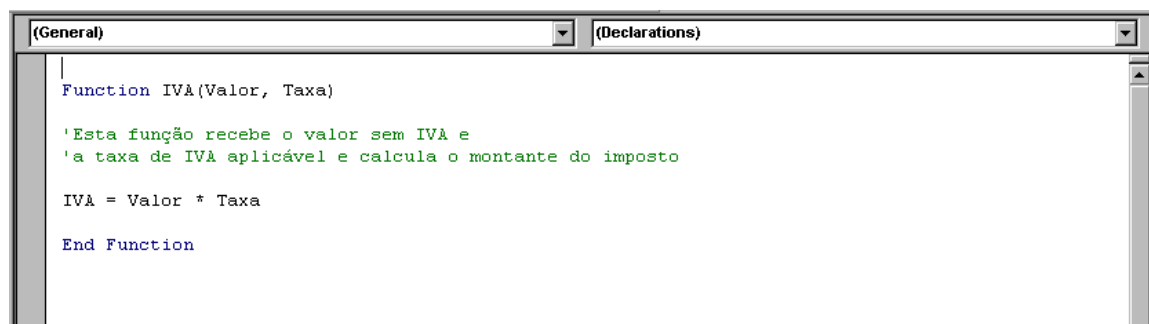 (General) (Declarations)
Function IVA(Valor, Taxa)
'Esta função recebe o valor sem IVA e
'a taxa de IVA aplicável e calcula o montante do imposto
IVA = Valor * Taxa
End Function